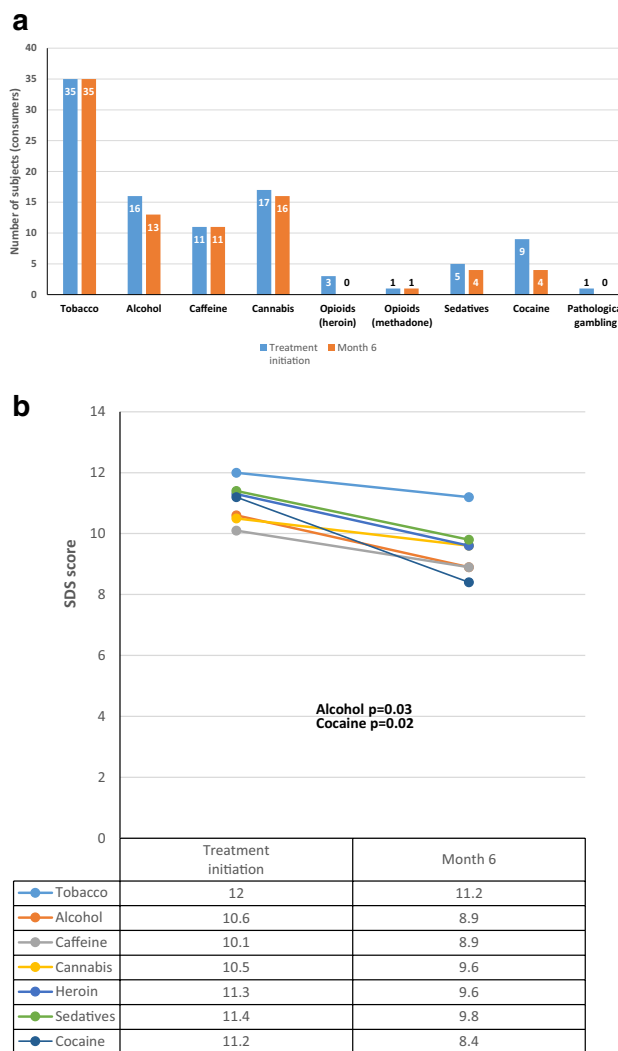 a
Number of subjects (consumers)
40
35
30
25
20
15
10
5
0
35 35
16 13
11 11
17 16
3 0
1 1
5 4
9 4
1 0
Tobacco Alcohol Caffeine Cannabis Opioids (heroin) Opioids (methadone) Sedatives Cocaine Pathological gambling
Treatment initiation Month 6
b
SDS score
14
12
10
8
6
4
2
0
Alcohol p=0.03
Cocaine p=0.02
Treatment initiation Month 6
Tobacco 12 11.2
Alcohol 10.6 8.9
Caffeine 10.1 8.9
Cannabis 10.5 9.6
Heroin 11.3 9.6
Sedatives 11.4 9.8
Cocaine 11.2 8.4